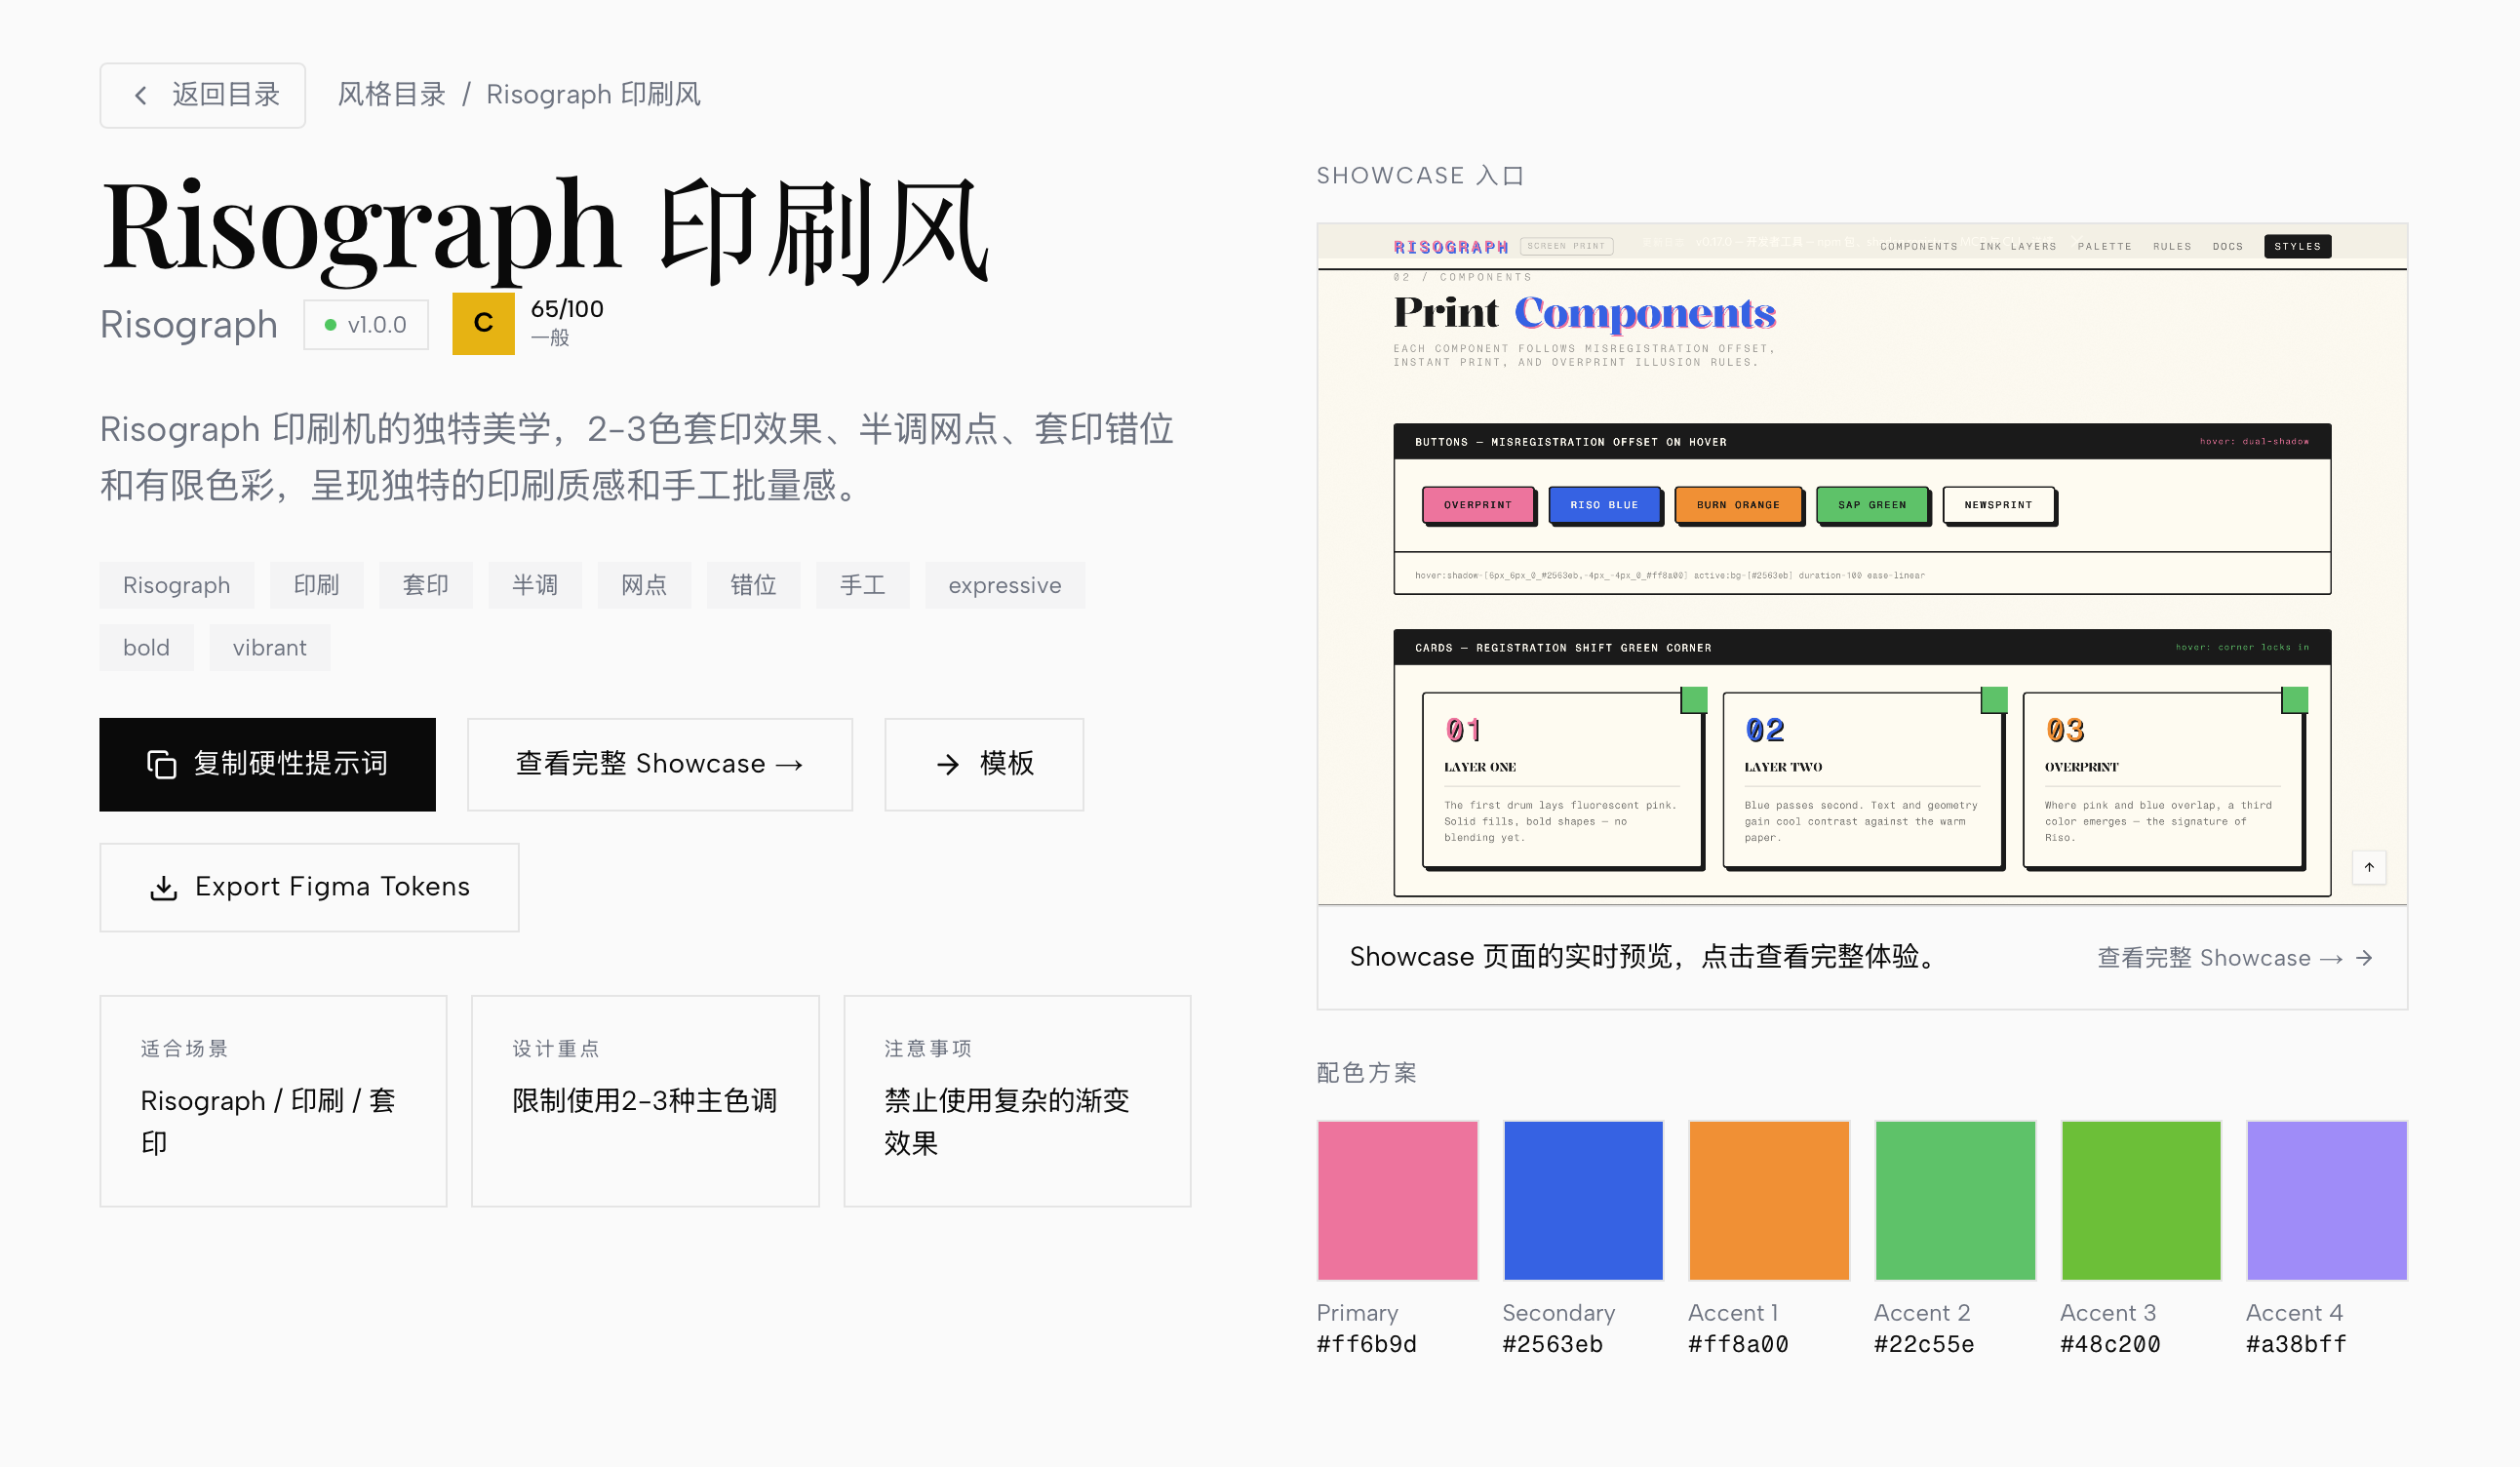 返回目录
风格目录 / Risograph 印刷风
Risograph 印刷风
Risograph
v1.0.0
C
65/100
一般
Risograph 印刷机的独特美学，2-3色套印效果、半调网点、套印错位
和有限色彩，呈现独特的印刷质感和手工批量感。
Risograph 印刷 套印 半调 网点 错位 手工 expressive
bold vibrant
复制硬性提示词
查看完整 Showcase →
模板
Export Figma Tokens
适合场景
Risograph / 印刷 / 套
印
设计重点
限制使用2-3种主色调
注意事项
禁止使用复杂的渐变
效果
SHOWCASE 入口
RISOGRAPH SCREEN PRINT COMPONENTS INK LAYERS PALETTE RULES DOCS STYLES
02 / COMPONENTS
Print Components
EACH COMPONENT FOLLOWS MISREGISTRATION OFFSET,
INSTANT PRINT, AND OVERPRINT ILLUSION RULES.
BUTTONS — MISREGISTRATION OFFSET ON HOVER
hover: dual-shadow
OVERPRINT RISO BLUE BURN ORANGE SAP GREEN NEWSPRINT
hover:shadow-[6px_6px_0_#2563eb,-4px_-4px_0_#ff8a00] active:bg-[#2563eb] duration-100 ease-linear
CARDS — REGISTRATION SHIFT GREEN CORNER
hover: corner locks in
01
LAYER ONE
The first drum lays fluorescent pink.
Solid fills, bold shapes — no
blending yet.
02
LAYER TWO
Blue passes second. Text and geometry
gain cool contrast against the warm
paper.
03
OVERPRINT
Where pink and blue overlap, a third
color emerges — the signature of
Riso.
Showcase 页面的实时预览，点击查看完整体验。
查看完整 Showcase →
配色方案
Primary
#ff6b9d
Secondary
#2563eb
Accent 1
#ff8a00
Accent 2
#22c55e
Accent 3
#48c200
Accent 4
#a38bff